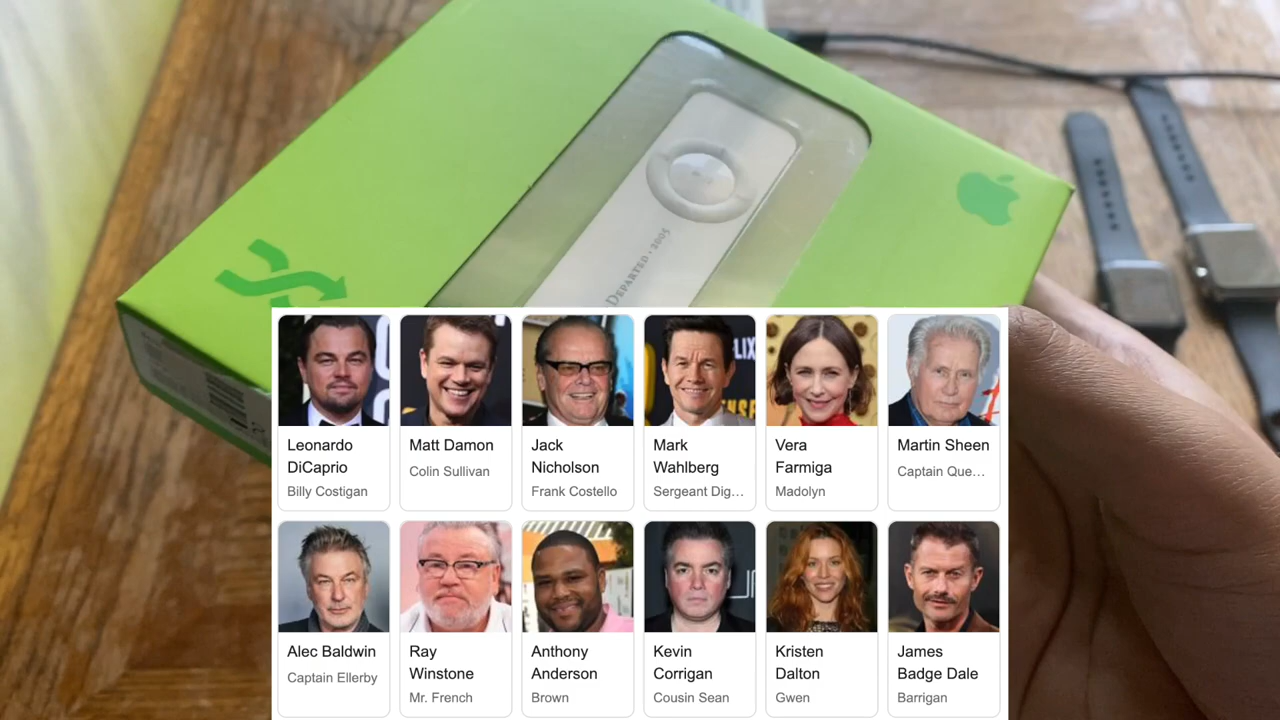 Departed · 2005
Leonardo
DiCaprio
Billy Costigan
Matt Damon
Colin Sullivan
Jack
Nicholson
Frank Costello
Mark
Wahlberg
Sergeant Dig...
Vera
Farmiga
Madolyn
Martin Sheen
Captain Que...
Alec Baldwin
Captain Ellerby
Ray
Winstone
Mr. French
Anthony
Anderson
Brown
Kevin
Corrigan
Cousin Sean
Kristen
Dalton
Gwen
James
Badge Dale
Barrigan